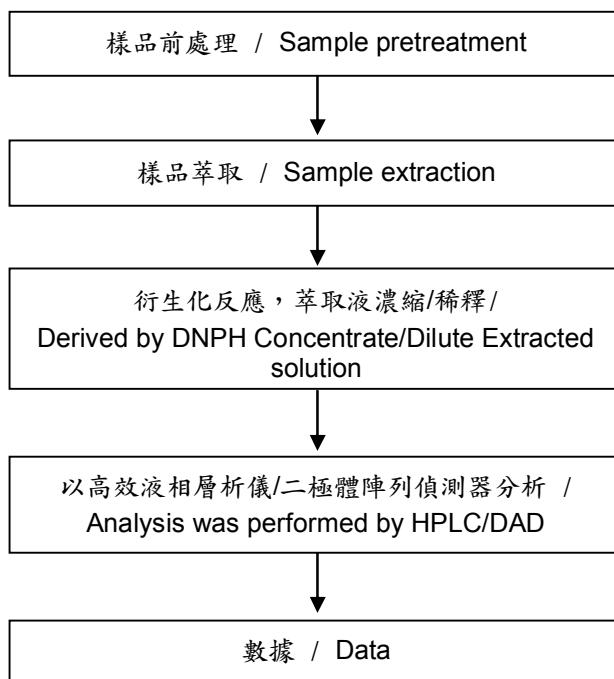 樣品前處理 / Sample pretreatment
樣品萃取 / Sample extraction
衍生化反應，萃取液濃縮/稀釋/
Derived by DNPH Concentrate/Dilute Extracted
solution
以高效液相層析儀/二極體陣列偵測器分析 /
Analysis was performed by HPLC/DAD
數據 / Data